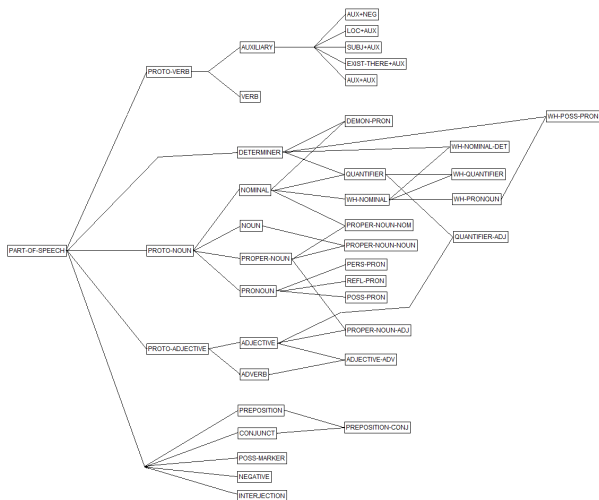 AUX+NEG
LOC+AUX
AUXILIARY
SUBJ+AUX
EXIST-THERE+AUX
PROTO-VERB
AUX+AUX
VERB
WH-POSS-PRON
DEMON-PRON
WH-NOMINAL-DET
DETERMINER
QUANTIFIER
WH-QUANTIFIER
NOMINAL
WH-NOMINAL
WH-PRONOUN
NOUN
PROPER-NOUN-NOM
QUANTIFIER-ADJ
PROPER-NOUN-NOUN
PART-OF-SPEECH
PROTO-NOUN
PROPER-NOUN
PERS-PRON
REFL-PRON
PRONOUN
POSS-PRON
PROPER-NOUN-ADJ
ADJECTIVE
PROTO-ADJECTIVE
ADJECTIVE-ADV
ADVERB
PREPOSITION
PREPOSITION-CONJ
CONJUNCT
POSS-MARKER
NEGATIVE
INTERJECTION